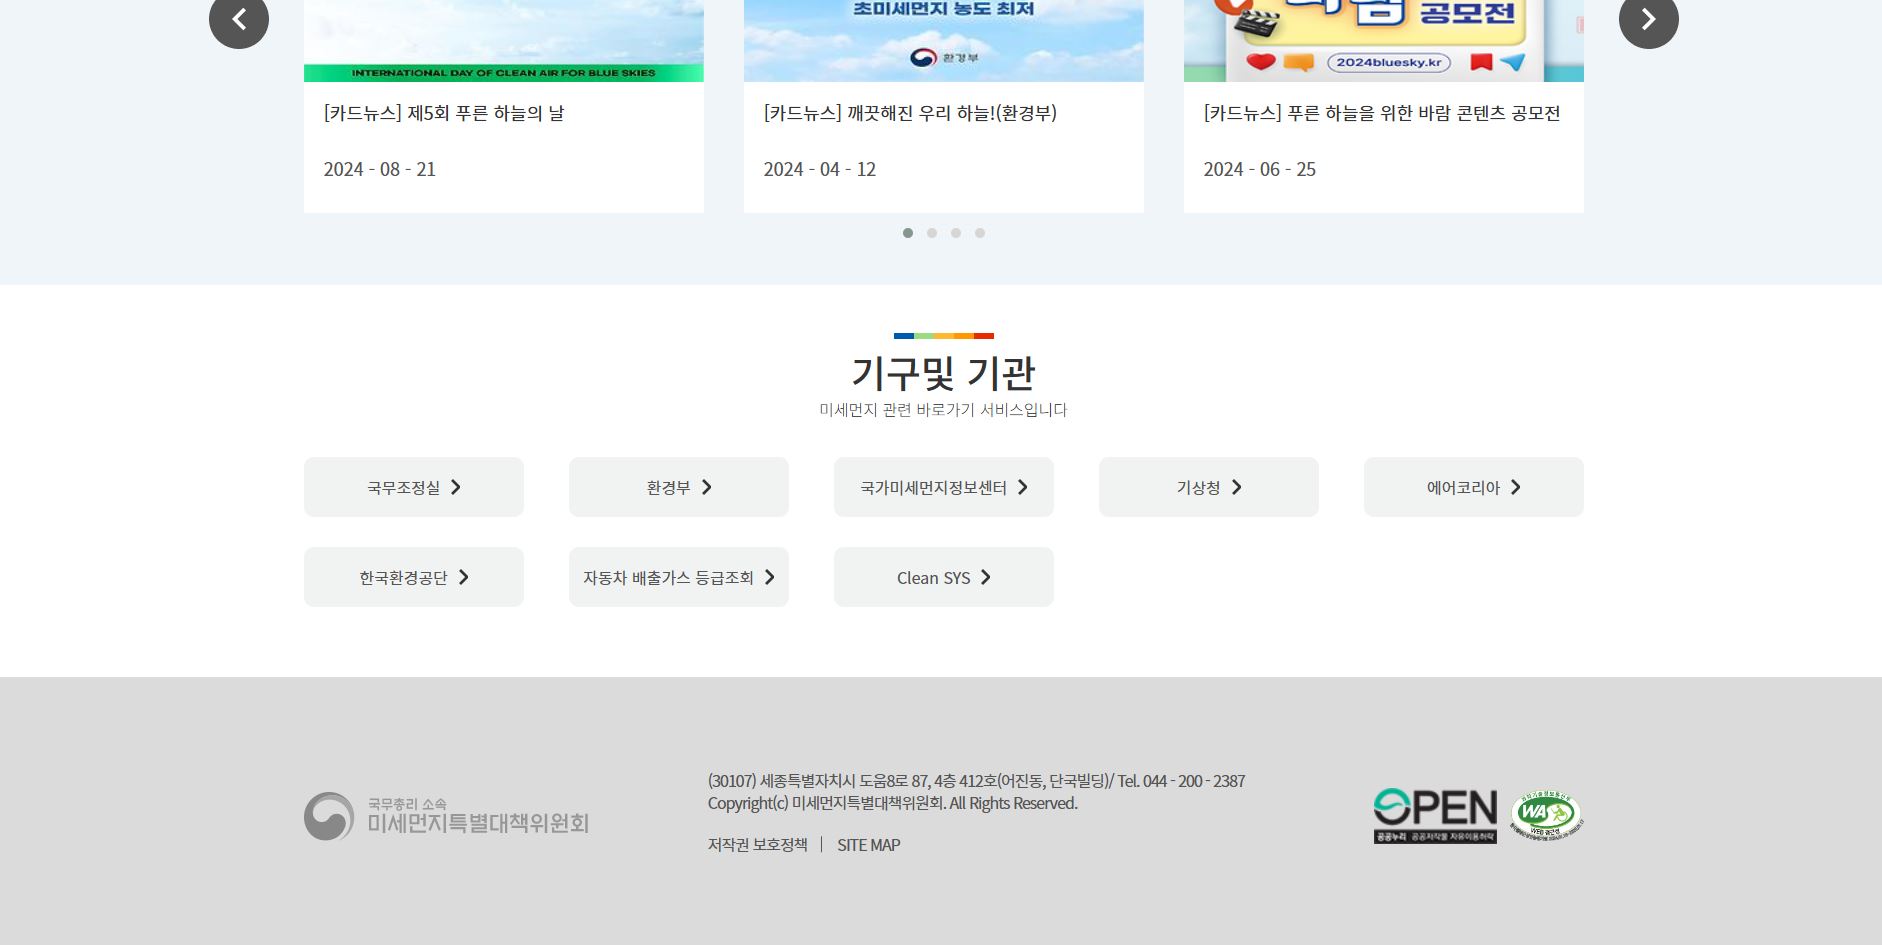 초미세먼지 농도 최저
바람
공모전
환경부
2024bluesky.kr
INTERNATIONAL DAY OF CLEAN AIR FOR BLUE SKIES
[카드뉴스] 제5회 푸른 하늘의 날
2024 - 08 - 21
[카드뉴스] 깨끗해진 우리 하늘!(환경부)
2024 - 04 - 12
[카드뉴스] 푸른 하늘을 위한 바람 콘텐츠 공모전
2024 - 06 - 25
기구및 기관
미세먼지 관련 바로가기 서비스입니다
국무조정실
환경부
국가미세먼지정보센터
기상청
에어코리아
한국환경공단
자동차 배출가스 등급조회
Clean SYS
국무총리 소속
미세먼지특별대책위원회
(30107) 세종특별자치시 도움8로 87, 4층 412호(어진동, 단국빌딩)/ Tel. 044 - 200 - 2387
Copyright(c) 미세먼지특별대책위원회. All Rights Reserved.
저작권 보호정책
SITE MAP
OPEN
공공누리 공공저작물 자유이용허락
WA
WEB 접근성